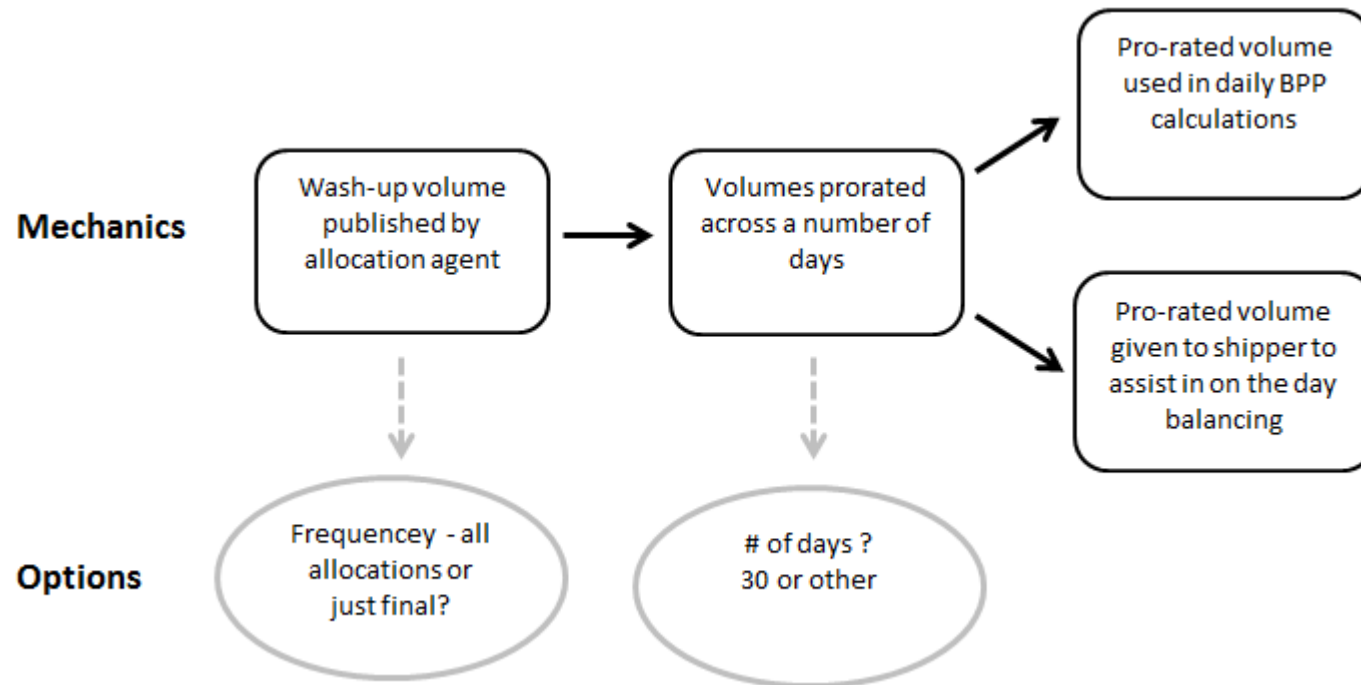 Mechanics
Wash-up volume
published by
allocation agent
Volumes prorated
across a number of
days
Pro-rated volume
used in daily BPP
calculations
Pro-rated volume
given to shipper to
assist in on the day
balancing
Options
Frequencey - all
allocations or
just final?
# of days ?
30 or other